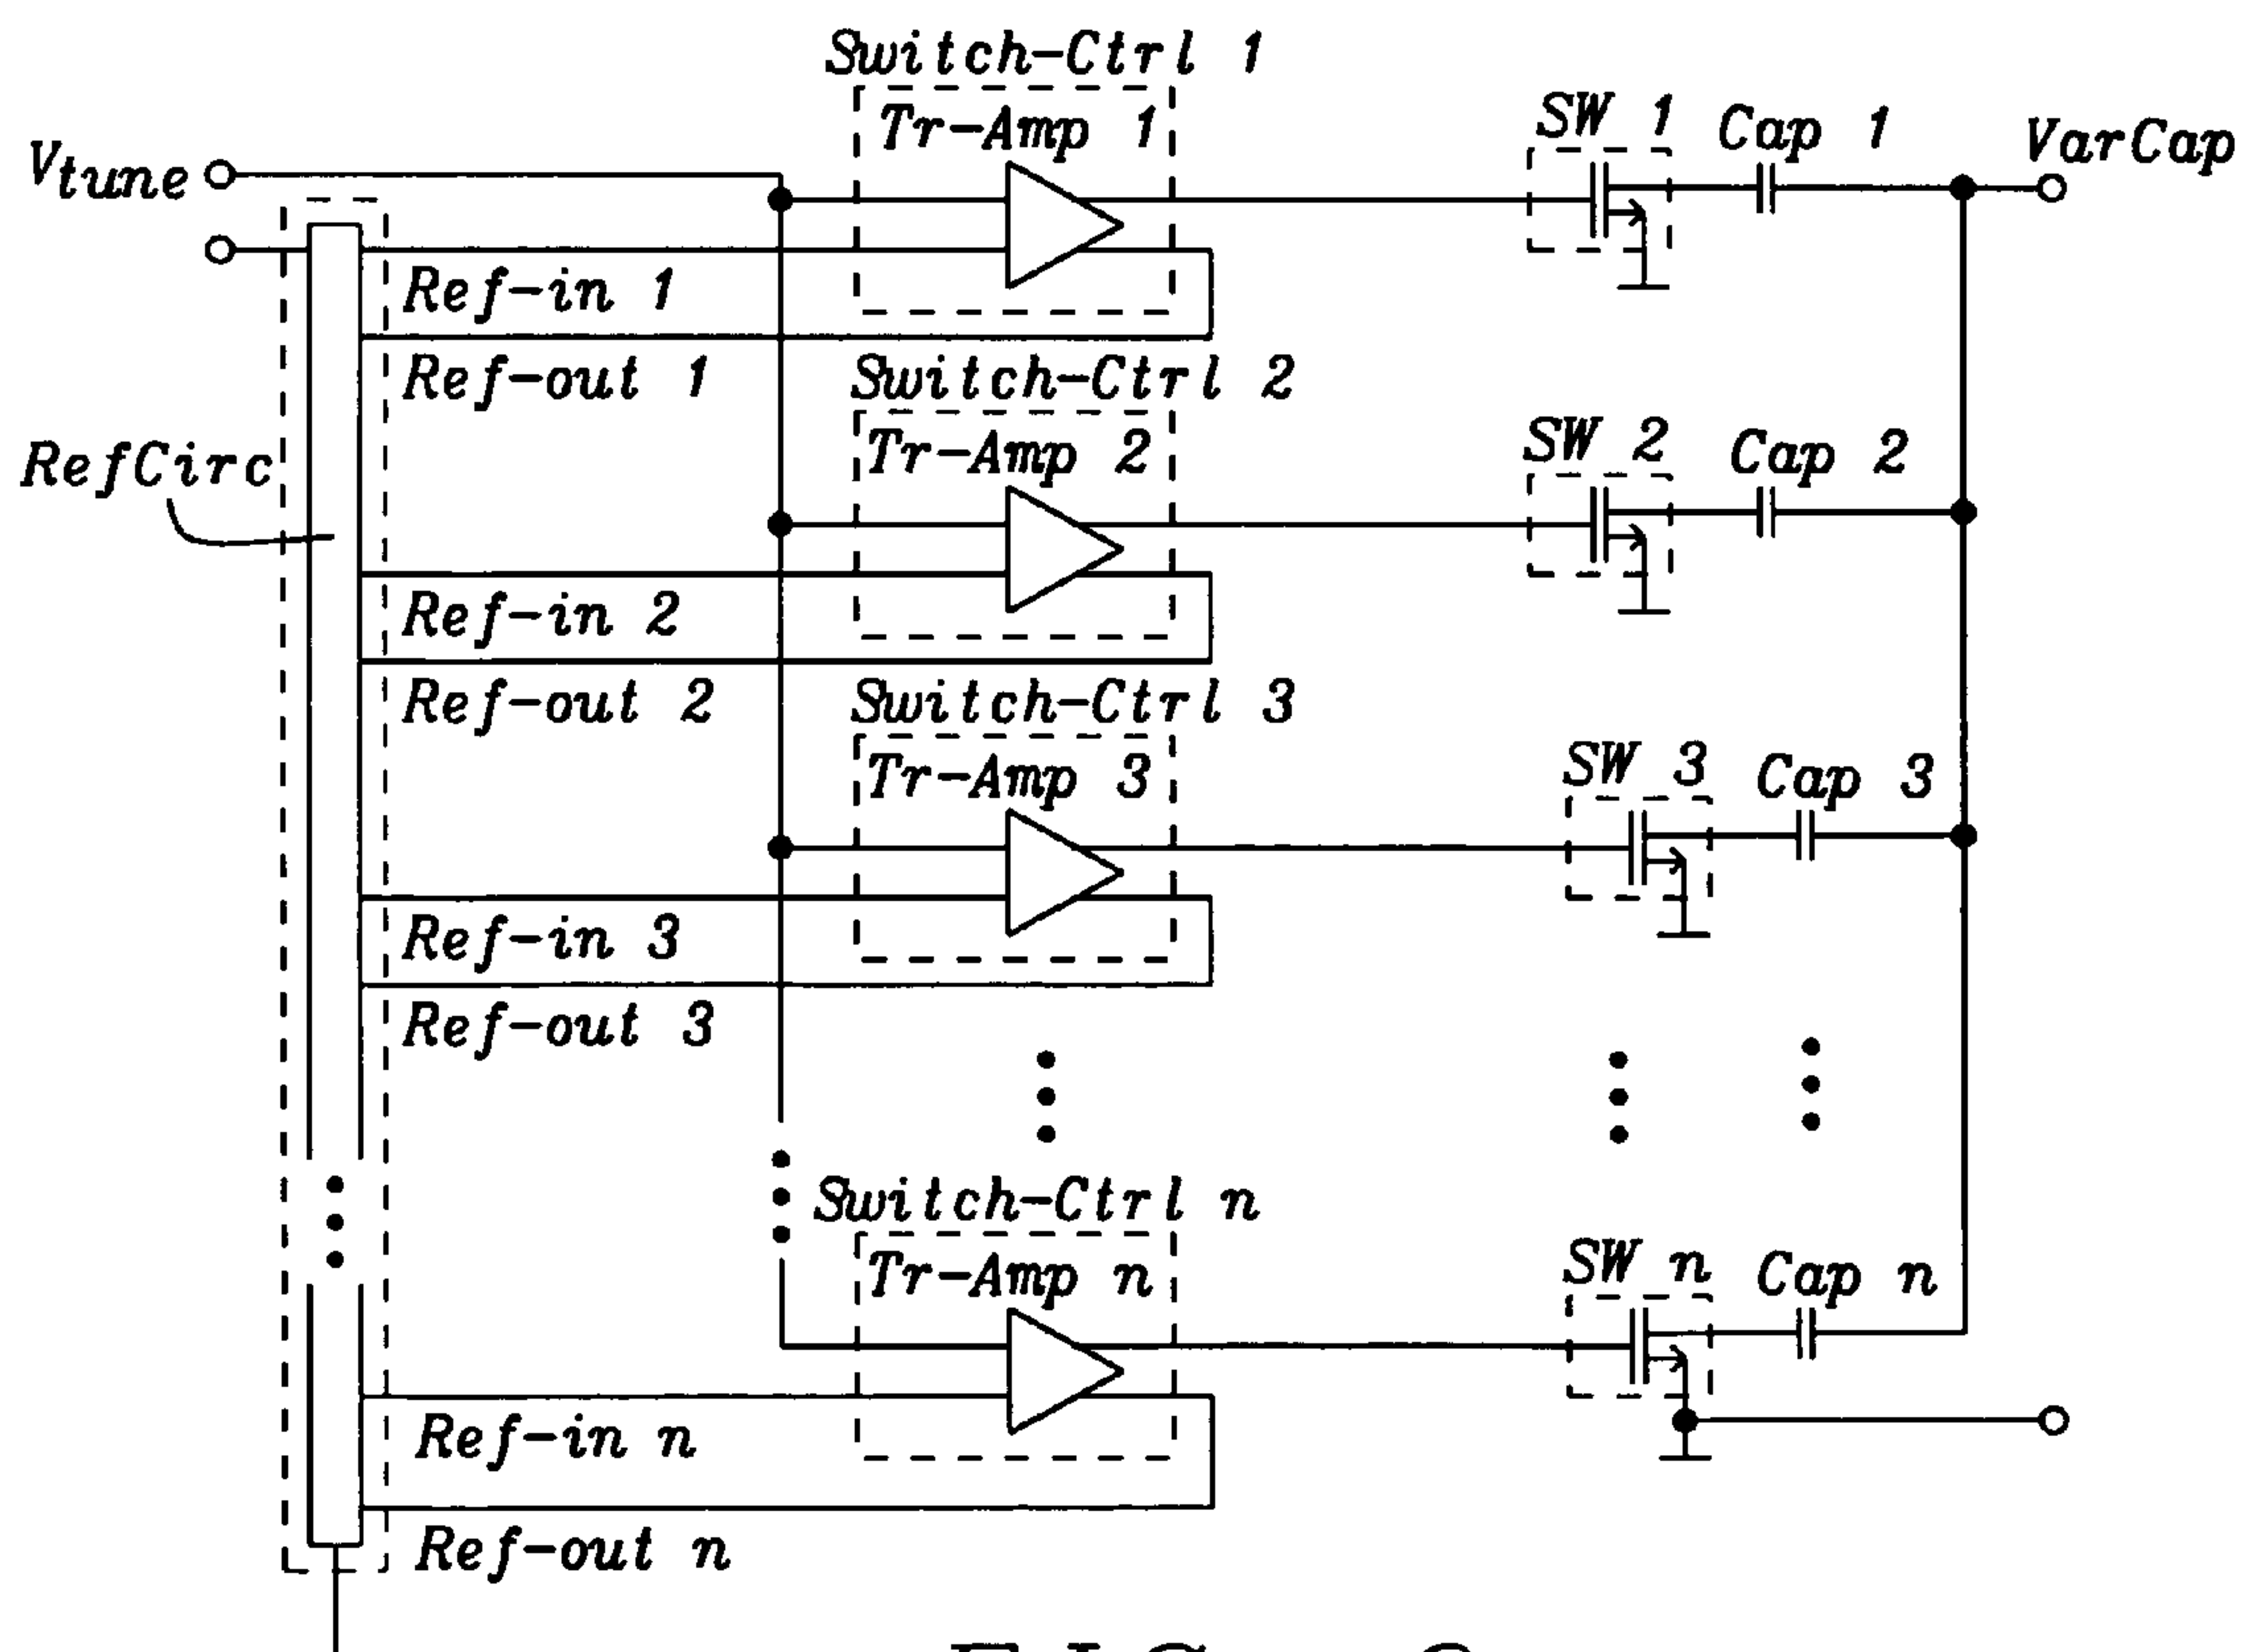 Switch-Ctrl 1
Tr-Amp 1
SW 1
Cap 1
VarCap
Vtune
Ref-in 1
Ref-out 1
Switch-Ctrl 2
Tr-Amp 2
SW 2
Cap 2
RefCirc
Ref-in 2
Ref-out 2
Switch-Ctrl 3
Tr-Amp 3
SW 3
Cap 3
Ref-in 3
Ref-out 3
Switch-Ctrl n
Tr-Amp n
SW n
Cap n
Ref-in n
Ref-out n